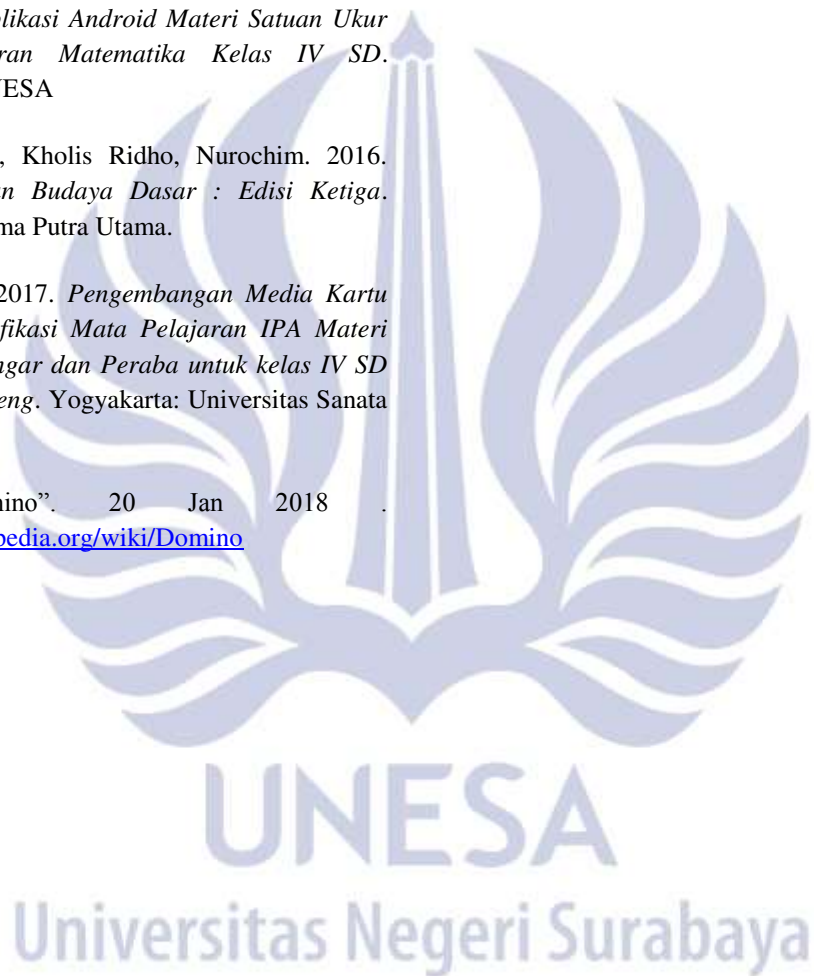 likasi Android Materi Satuan Ukur
ran Matematika Kelas IV SD.
ESA
, Kholis Ridho, Nurochim. 2016.
n Budaya Dasar : Edisi Ketiga.
ma Putra Utama.
2017. Pengembangan Media Kartu
fikasi Mata Pelajaran IPA Materi
ngar dan Peraba untuk kelas IV SD
eng. Yogyakarta: Universitas Sanata
ino”. 20 Jan 2018 .
pedia.org/wiki/Domino
UNESA
Universitas Negeri Surabaya